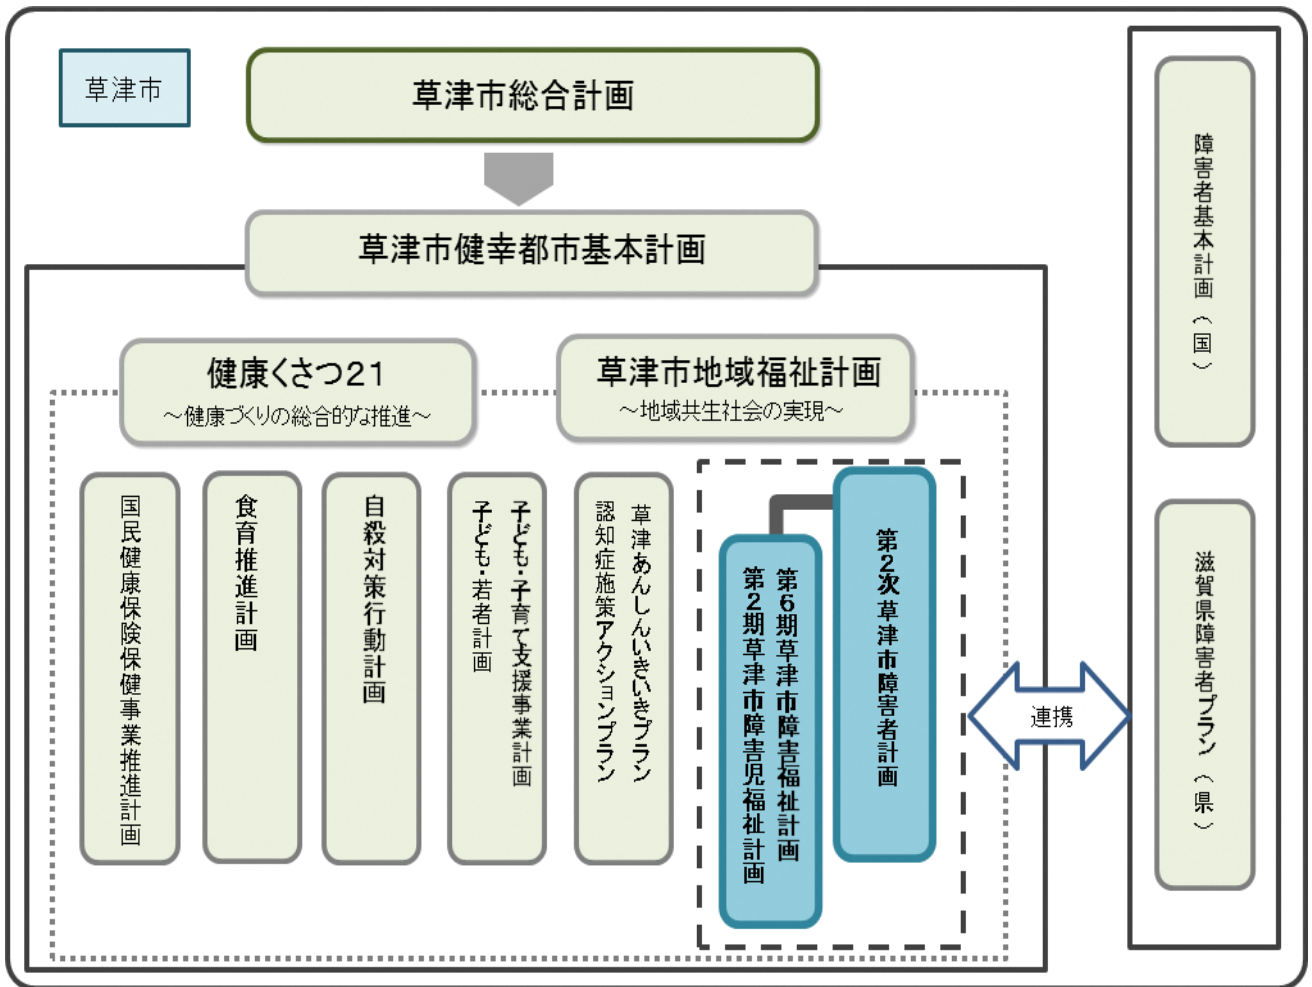 草津市
草津市総合計画
草津市健幸都市基本計画
健康くさつ21
～健康づくりの総合的な推進～
草津市地域福祉計画
～地域共生社会の実現～
国民健康保険保健事業推進計画
食育推進計画
自殺対策行動計画
子ども・子育て支援事業計画
子ども・若者計画
草津あんしんいきいきプラン
認知症施策アクションプラン
第6期草津市障害福祉計画
第2期草津市障害児福祉計画
第2次草津市障害者計画
連携
障害者基本計画（国）
滋賀県障害者プラン（県）